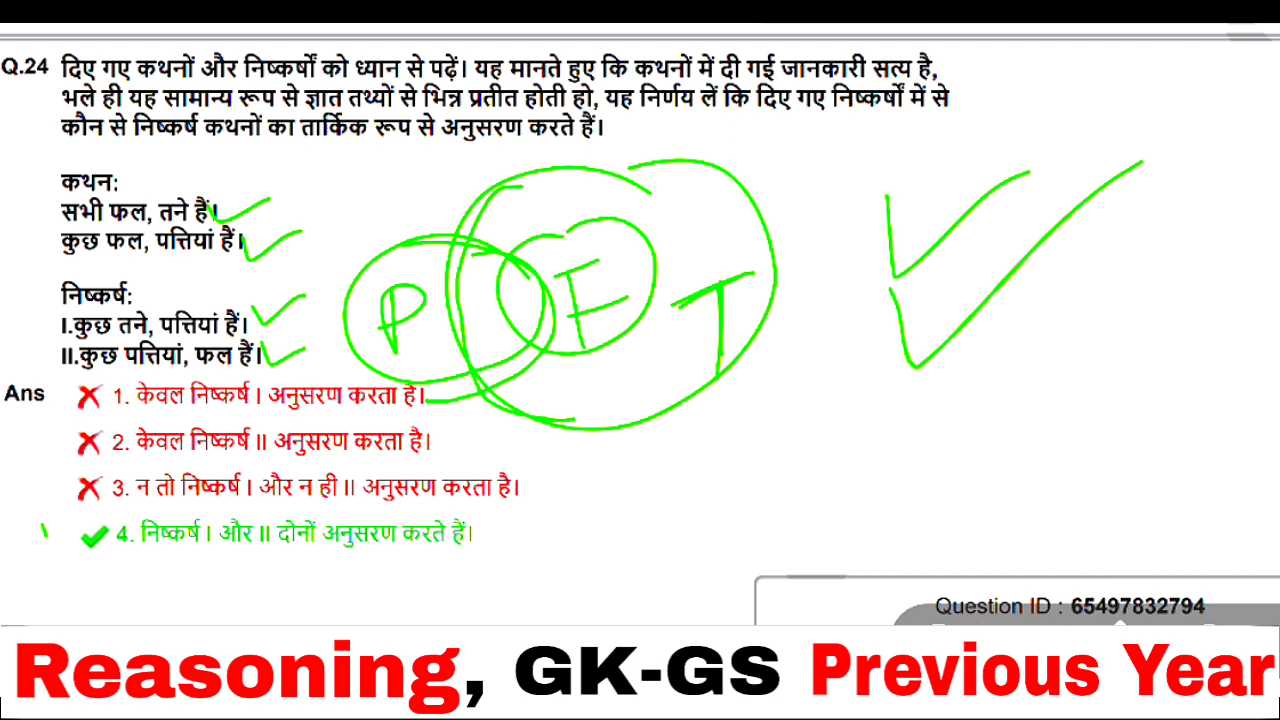 Q.24 दिए गए कथनों और निष्कर्षों को ध्यान से पढ़ें। यह मानते हुए कि कथनों में दी गई जानकारी सत्य है,
भले ही यह सामान्य रूप से ज्ञात तथ्यों से भिन्न प्रतीत होती हो, यह निर्णय लें कि दिए गए निष्कर्षों में से
कौन से निष्कर्ष कथनों का तार्किक रूप से अनुसरण करते हैं।
कथन:
सभी फल, तने हैं।
कुछ फल, पत्तियां हैं।
निष्कर्ष:
I.कुछ तने, पत्तियां हैं।
II.कुछ पत्तियां, फल हैं।
P F T
Ans 1. केवल निष्कर्ष I अनुसरण करता है।
2. केवल निष्कर्ष II अनुसरण करता है।
3. न तो निष्कर्ष I और न ही II अनुसरण करता है।
4. निष्कर्ष I और II दोनों अनुसरण करते हैं।
Question ID : 65497832794
Reasoning, GK-GS Previous Year